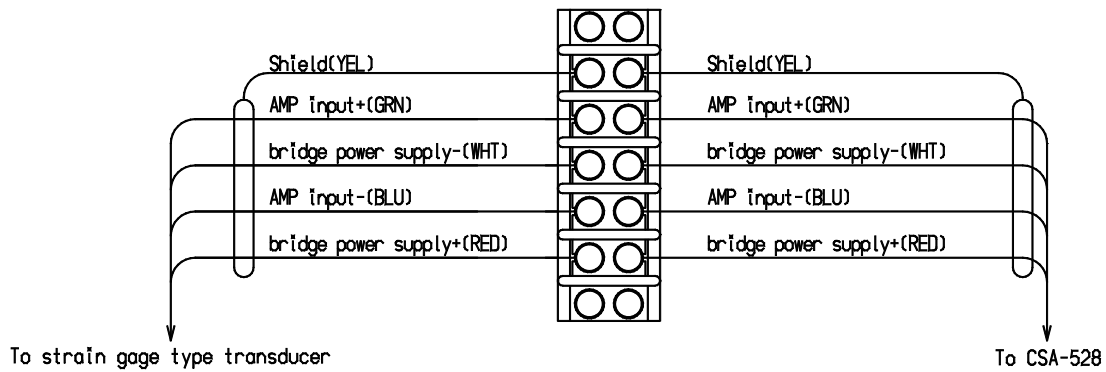 Shield(YEL)
AMP input+(GRN)
bridge power supply-(WHT)
AMP input-(BLU)
bridge power supply+(RED)
To strain gage type transducer
Shield(YEL)
AMP input+(GRN)
bridge power supply-(WHT)
AMP input-(BLU)
bridge power supply+(RED)
To CSA-528